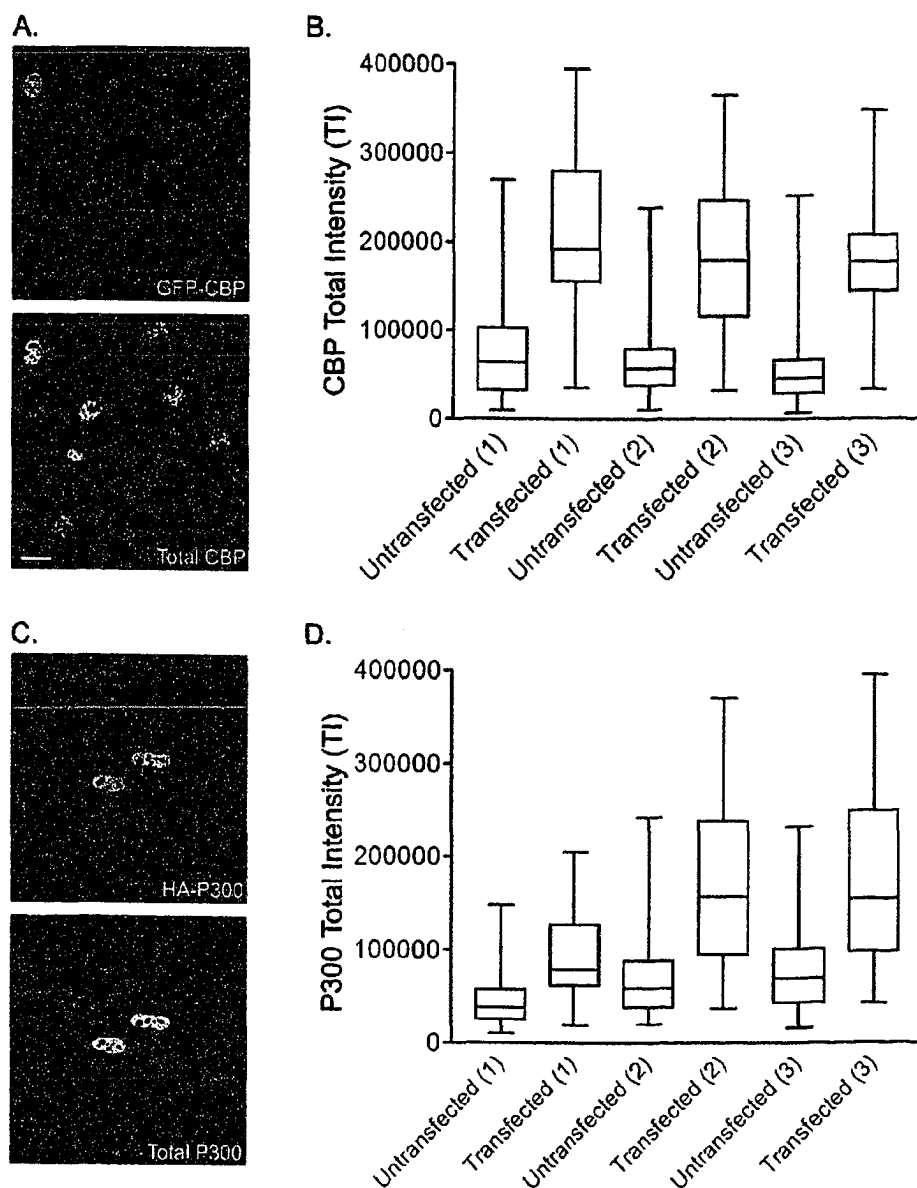 A.
GFP-CBP
Total CBP
B.
CBP Total Intensity (TI)
400000
300000
200000
100000
0
Untransfected (1)
Transfected (1)
Untransfected (2)
Transfected (2)
Untransfected (3)
Transfected (3)
C.
HA-P300
Total P300
D.
P300 Total Intensity (TI)
400000
300000
200000
100000
0
Untransfected (1)
Transfected (1)
Untransfected (2)
Transfected (2)
Untransfected (3)
Transfected (3)